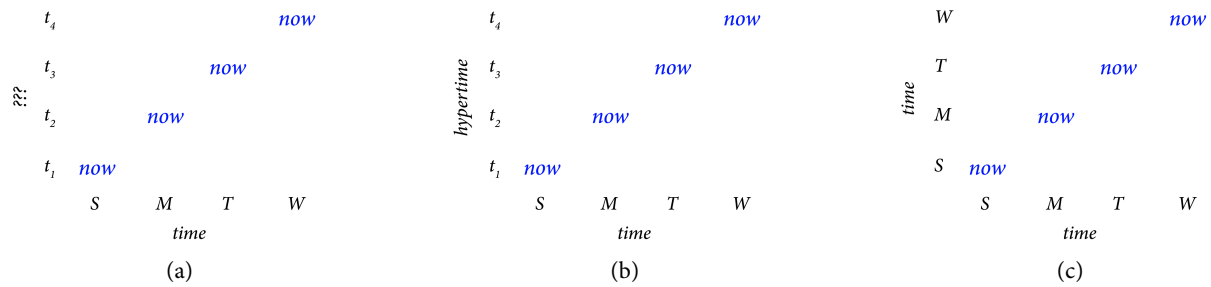 t4 now
t3 now
???
t2 now
t1 now
S M T W
time
(a)
t4 now
t3 now
hypertime
t2 now
t1 now
S M T W
time
(b)
W now
T now
time
M now
S now
S M T W
time
(c)